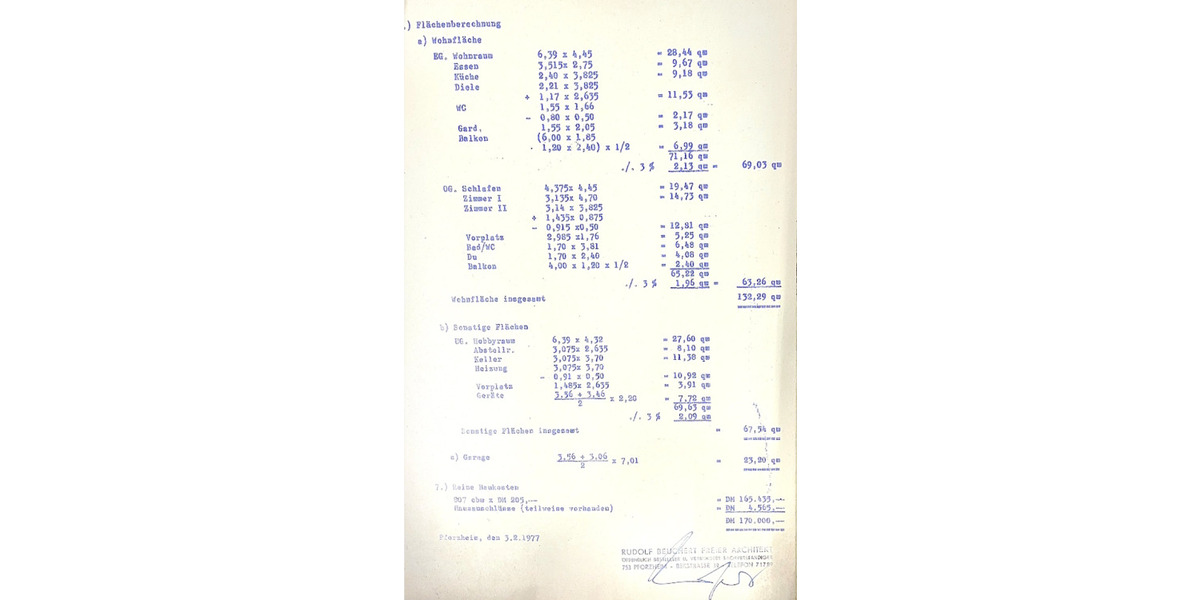 .) Flächenberechnung
a) Wohnfläche
EG. Wohnraum 6,39 x 4,45 = 28,44 qm
Essen 3,515x 2,75 = 9,67 qm
Küche 2,40 x 3,825 = 9,18 qm
Diele 2,21 x 3,825
+ 1,17 x 2,635 = 11,53 qm
WC 1,55 x 1,66
- 0,80 x 0,50 = 2,17 qm
Gard. 1,55 x 2,05 = 3,18 qm
Balkon (6,00 x 1,85
1,20 x 2,40) x 1/2 = 6,99 qm
71,16 qm
./. 3 % 2,13 qm = 69,03 qm
OG. Schlafen 4,375x 4,45 = 19,47 qm
Zimmer I 3,135x 4,70 = 14,73 qm
Zimmer II 3,14 x 3,825
+ 1,435x 0,875
- 0,915 x0,50 = 12,81 qm
Vorplatz 2,985 x1,76 = 5,25 qm
Bad/WC 1,70 x 3,81 = 6,48 qm
Du 1,70 x 2,40 = 4,08 qm
Balkon 4,00 x 1,20 x 1/2 = 2,40 qm
65,22 qm
./. 3 % 1,96 qm = 63,26 qm
Wohnfläche insgesamt 132,29 qm
b) Sonstige Flächen
UG. Hobbyraum 6,39 x 4,32 = 27,60 qm
Abstellr. 3,075x 2,635 = 8,10 qm
Keller 3,075x 3,70 = 11,38 qm
Heizung 3,075x 3,70
- 0,91 x 0,50 = 10,92 qm
Vorplatz 1,485x 2,635 = 3,91 qm
Geräte 3,56 + 3,46 / 2 x 2,20 = 7,72 qm
69,63 qm
./. 3 % 2,09 qm
Sonstige Flächen insgesamt = 67,54 qm
c) Garage 3,56 + 3,06 / 2 x 7,01 = 23,20 qm
7.) Reine Baukosten
807 cbm x DM 205,-- = DM 165.435,--
Hausanschlüsse (teilweise vorhanden) = DM 4.565,--
DM 170.000,--
Pforzheim, den 3.2.1977
RUDOLF BEUCHERT FREIER ARCHITEKT
753 PFORZHEIM - TELEFON